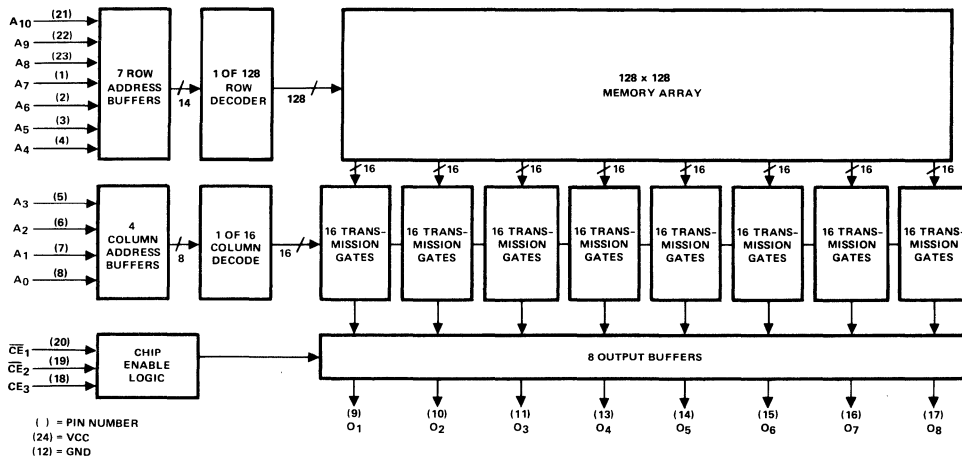 A10 (21)
A9 (22)
A8 (23)
A7 (1)
A6 (2)
A5 (3)
A4 (4)
7 ROW
ADDRESS
BUFFERS
14
1 OF 128
ROW
DECODER
128
128 x 128
MEMORY ARRAY
16 16 16 16 16 16 16 16
A3 (5)
A2 (6)
A1 (7)
A0 (8)
4
COLUMN
ADDRESS
BUFFERS
8
1 OF 16
COLUMN
DECODE
16
16 TRANS-
MISSION
GATES
16 TRANS-
MISSION
GATES
16 TRANS-
MISSION
GATES
16 TRANS-
MISSION
GATES
16 TRANS-
MISSION
GATES
16 TRANS-
MISSION
GATES
16 TRANS-
MISSION
GATES
16 TRANS-
MISSION
GATES
C̅E̅1 (20)
C̅E̅2 (19)
CE3 (18)
CHIP
ENABLE
LOGIC
8 OUTPUT BUFFERS
(9) (10) (11) (13) (14) (15) (16) (17)
O1 O2 O3 O4 O5 O6 O7 O8
( ) = PIN NUMBER
(24) = VCC
(12) = GND